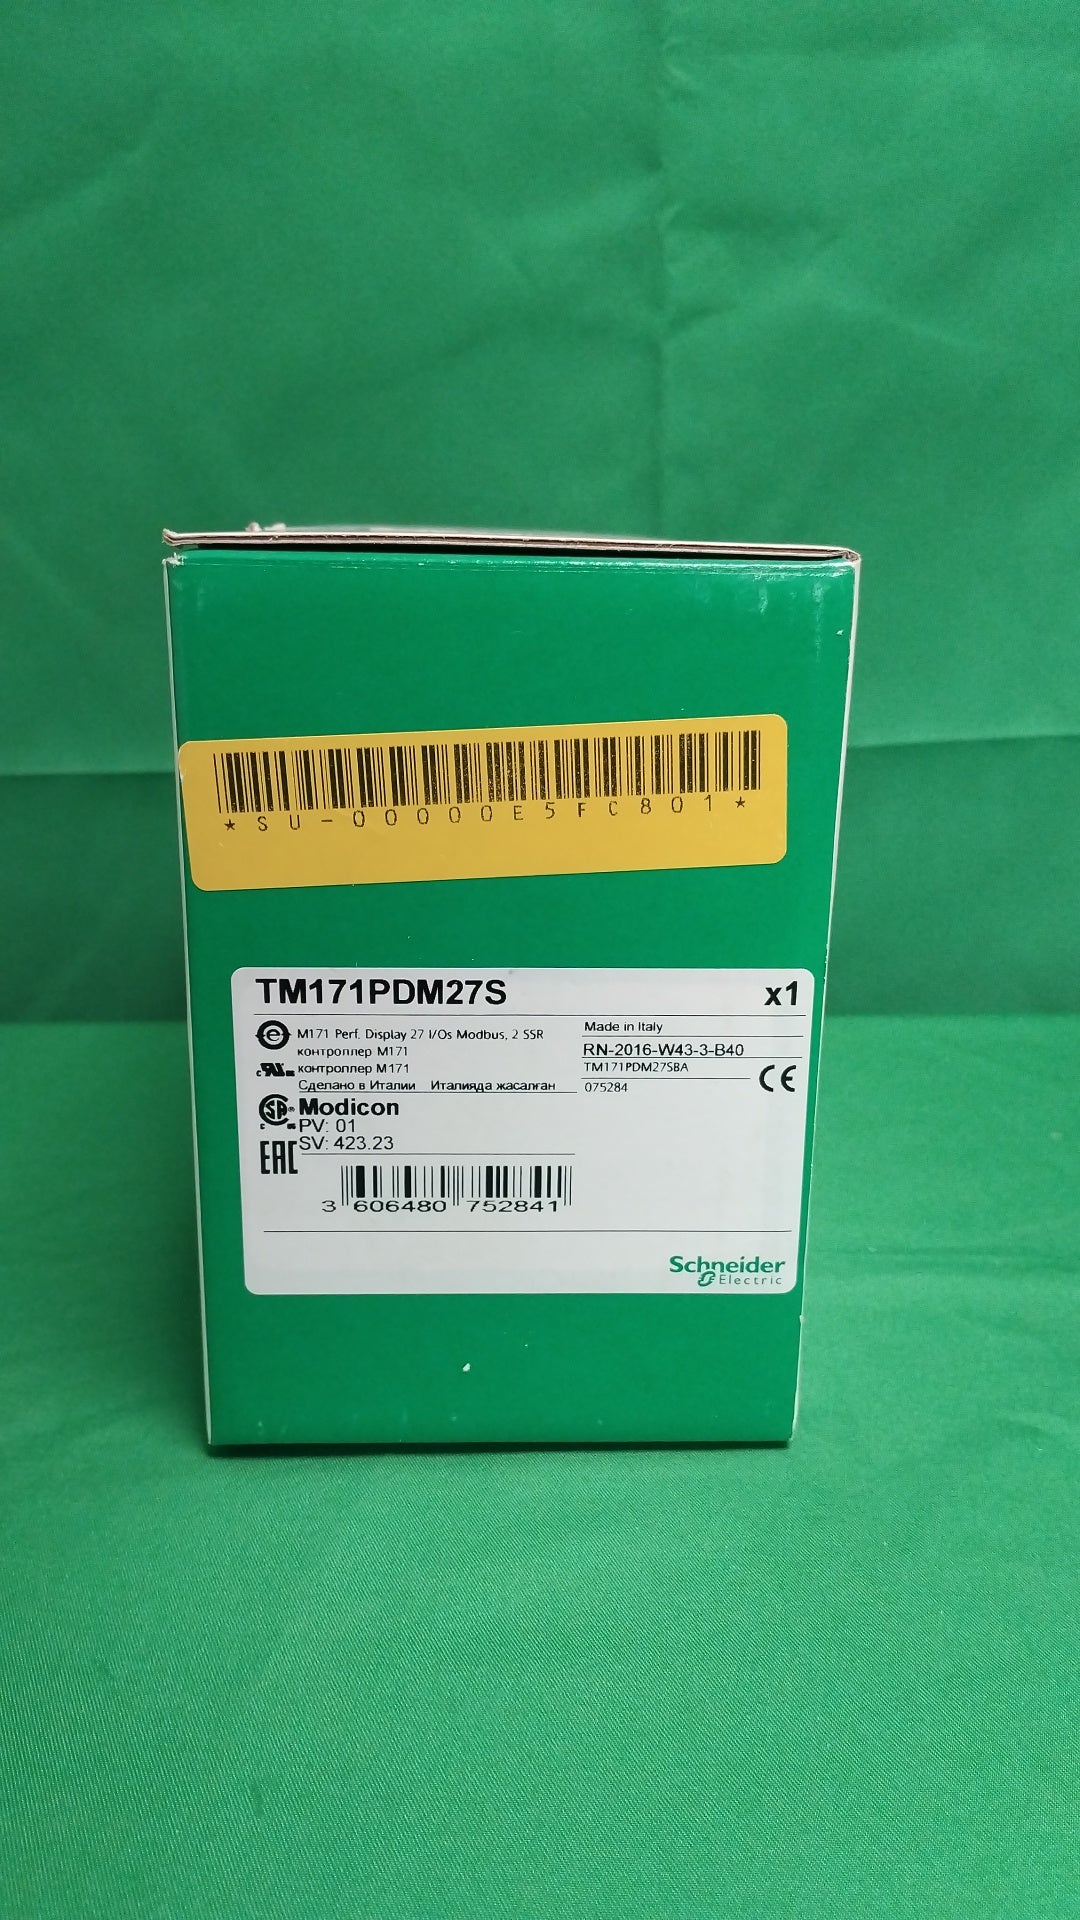 *SU-00000E5FC801*
TM171PDM27S
x1
M171 Perf. Display 27 I/Os Modbus, 2 SSR
контроллер M171
контроллер M171
Сделано в Италии Италияда жасалған
Made in Italy
RN-2016-W43-3-B40
TM171PDM27SBA
075284
CE
Modicon
PV: 01
SV: 423.23
EAC
3 606480 752841
Schneider
Electric